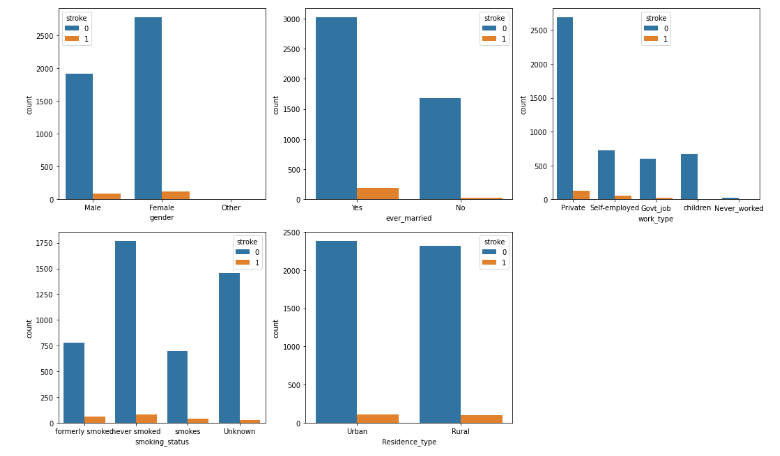 stroke
0
1
2500
2000
1500
1000
500
0
count
Male Female Other
gender
stroke
0
1
3000
2500
2000
1500
1000
500
0
count
Yes No
ever_married
stroke
0
1
2500
2000
1500
1000
500
0
count
Private Self-employed Govt_job children Never_worked
work_type
stroke
0
1
1750
1500
1250
1000
750
500
250
0
count
formerly smoked never smoked smokes Unknown
smoking_status
stroke
0
1
2500
2000
1500
1000
500
0
count
Urban Rural
Residence_type